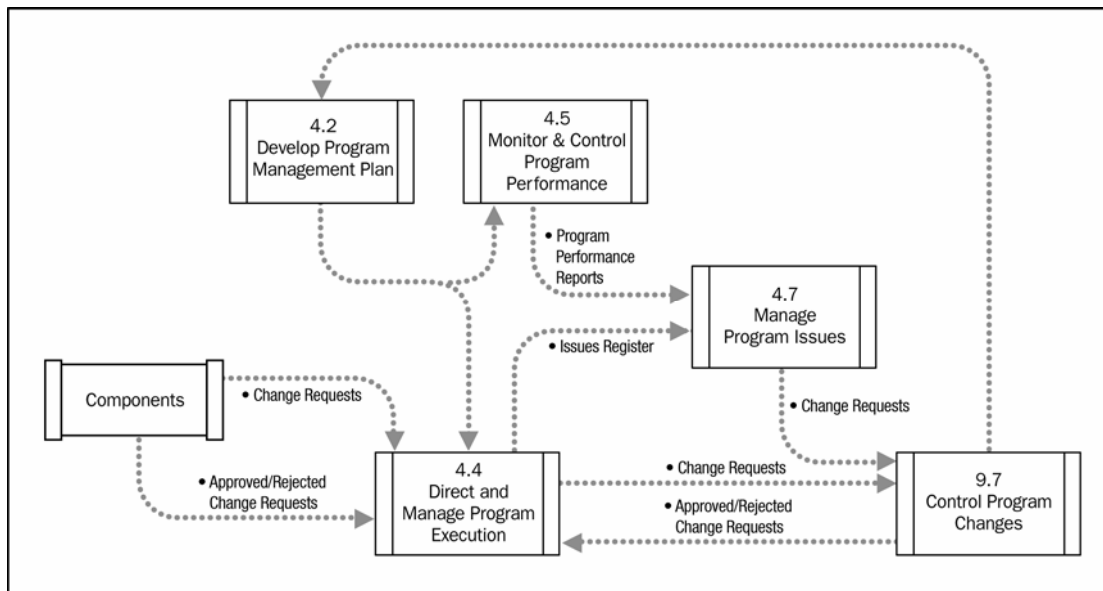 4.2
Develop Program
Management Plan
4.5
Monitor & Control
Program
Performance
• Program
Performance
Reports
4.7
Manage
Program Issues
• Issues Register
Components
• Change Requests
• Change Requests
• Approved/Rejected
Change Requests
4.4
Direct and
Manage Program
Execution
• Change Requests
• Approved/Rejected
Change Requests
9.7
Control Program
Changes